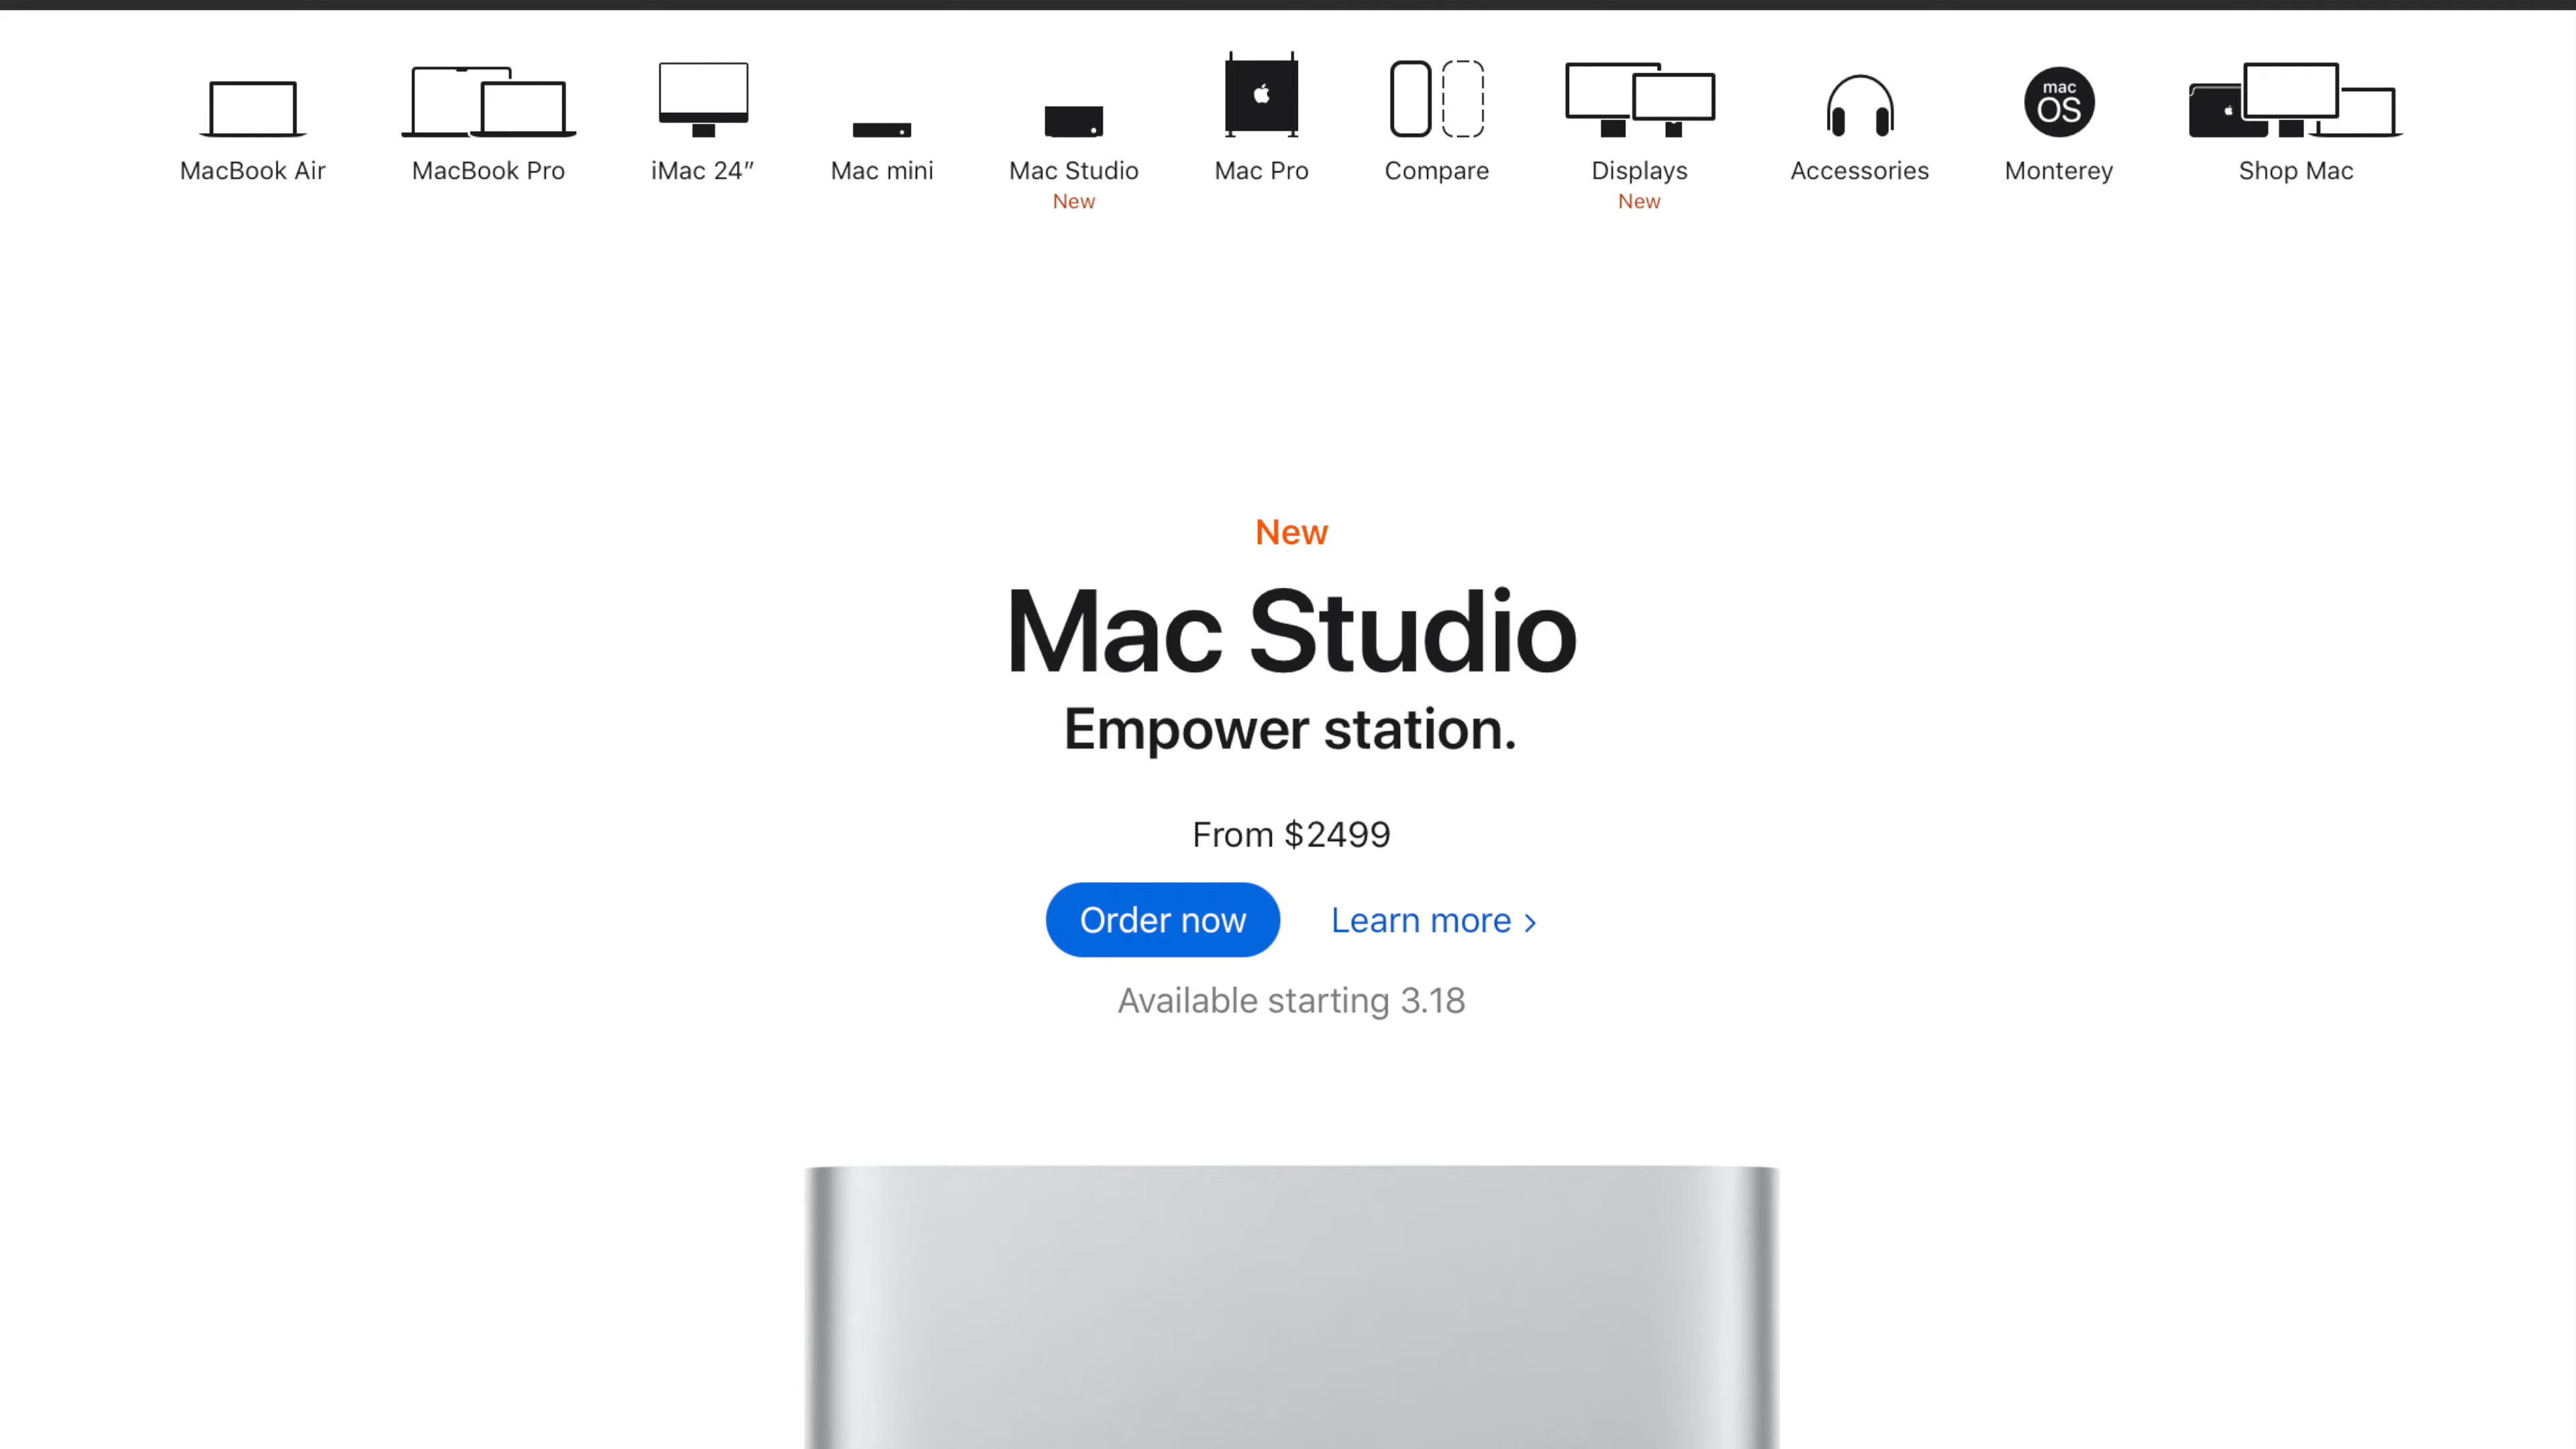 MacBook Air
MacBook Pro
iMac 24″
Mac mini
Mac Studio
New
Mac Pro
Compare
Displays
New
Accessories
mac
OS
Monterey
Shop Mac
New
Mac Studio
Empower station.
From $2499
Order now
Learn more >
Available starting 3.18